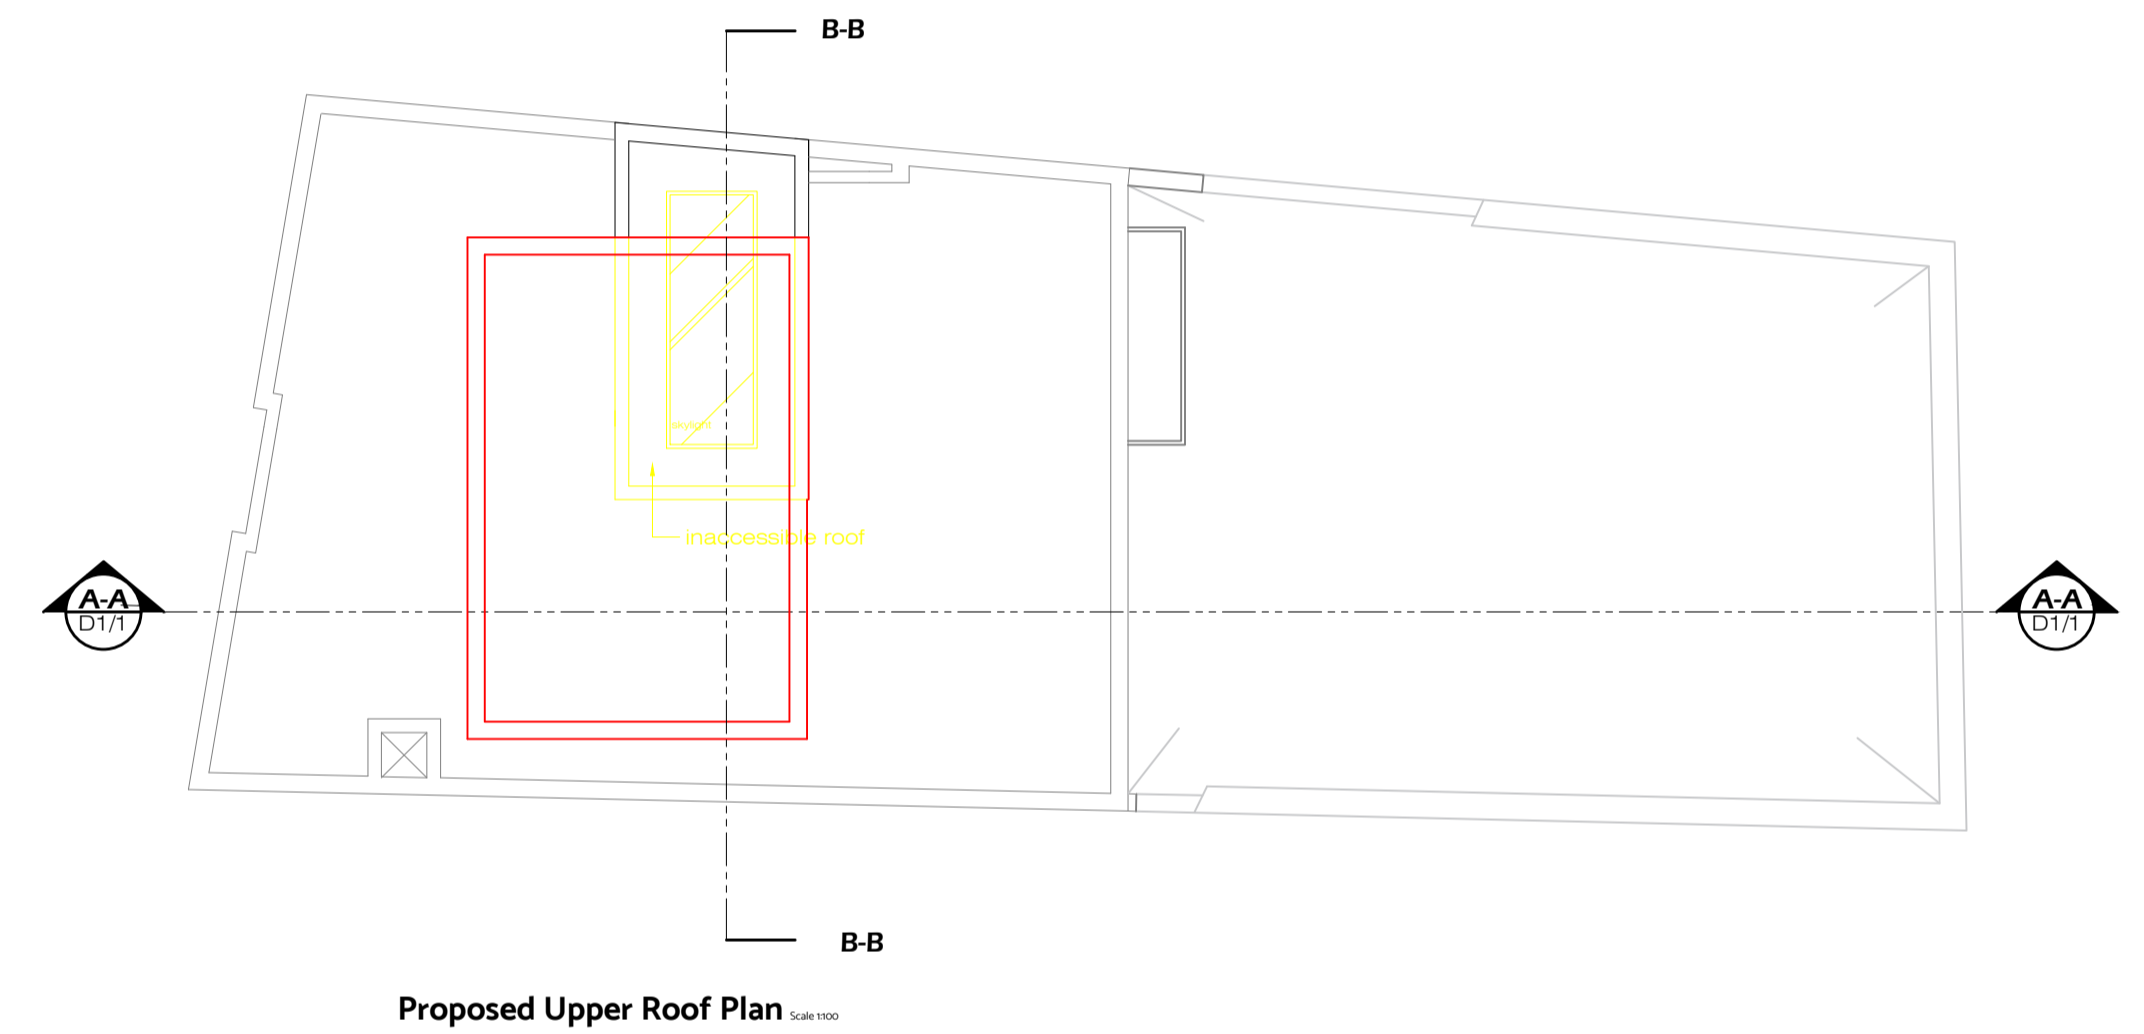 B-B
skylight
inaccessible roof
A-A
D1/1
A-A
D1/1
B-B
Proposed Upper Roof Plan Scale 1:100